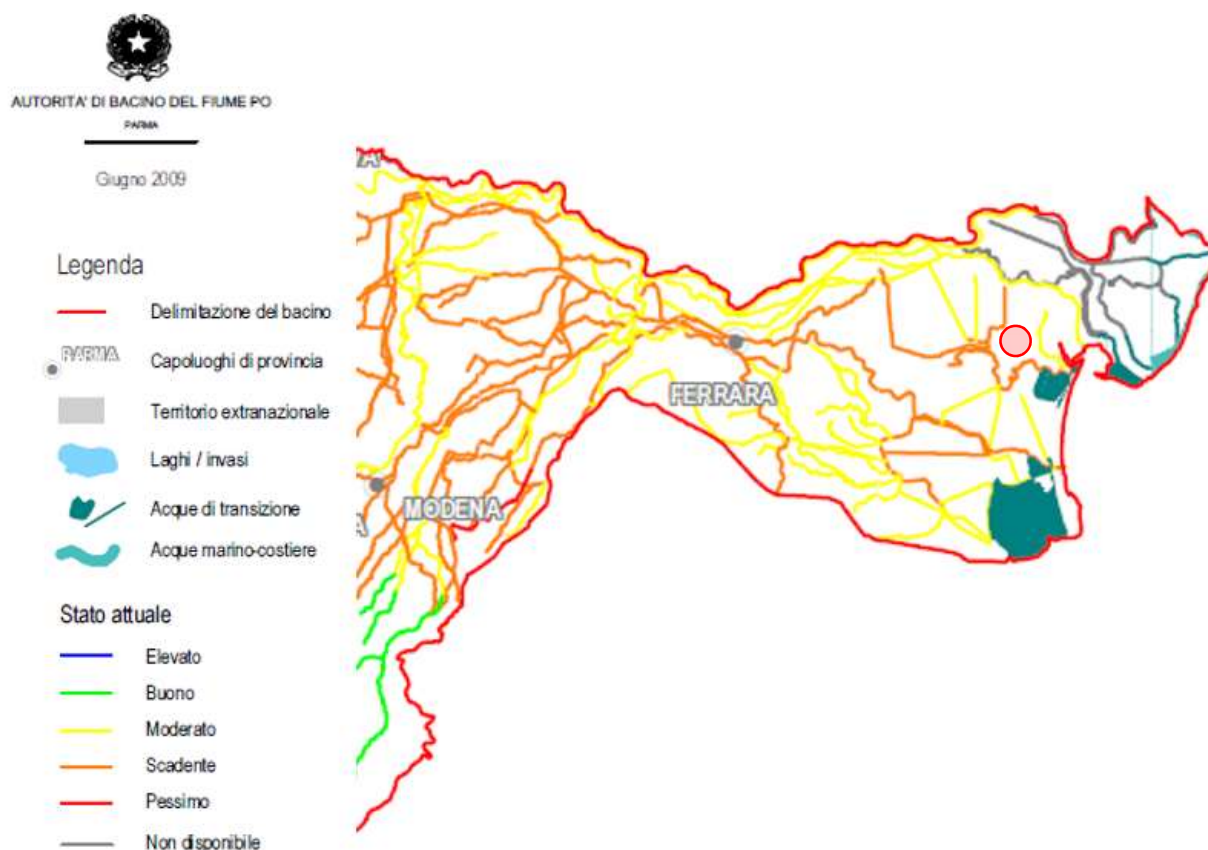 AUTORITA' DI BACINO DEL FIUME PO
PARMA
Giugno 2009
Legenda
Delimitazione del bacino
PARMA
Capoluoghi di provincia
Territorio extranazionale
Laghi / invasi
Acque di transizione
Acque marino-costiere
Stato attuale
Elevato
Buono
Moderato
Scadente
Pessimo
Non disponibile
FERRARA
MODENA